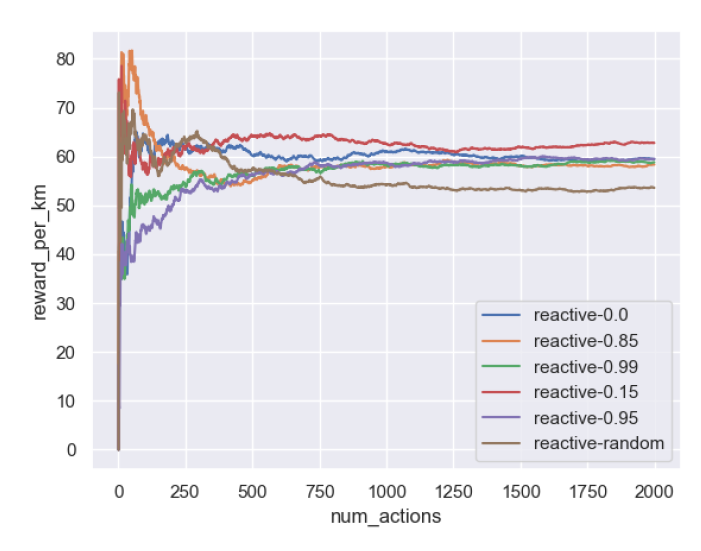 reward_per_km
80
70
60
50
40
30
20
10
0
0 250 500 750 1000 1250 1500 1750 2000
num_actions
reactive-0.0
reactive-0.85
reactive-0.99
reactive-0.15
reactive-0.95
reactive-random